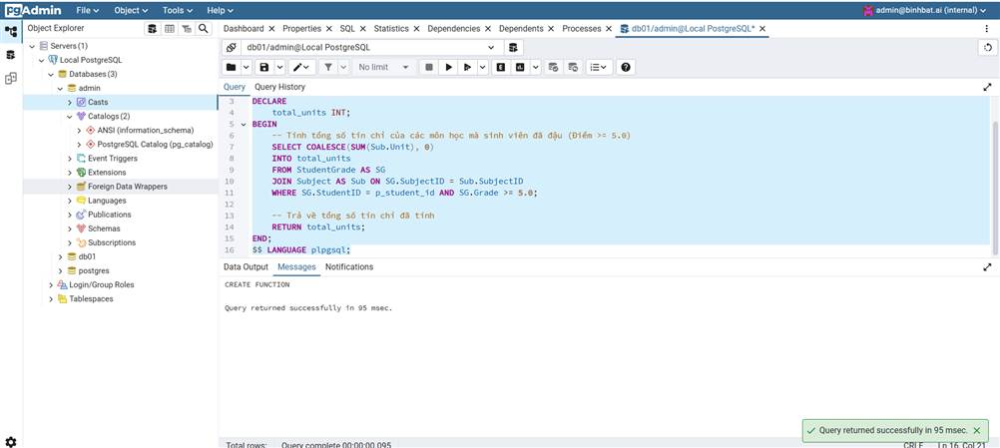 pgAdmin File Object Tools Help admin@binhbat.ai (internal)
Object Explorer
Dashboard Properties SQL Statistics Dependencies Dependents Processes db01/admin@Local PostgreSQL*
Servers (1)
Local PostgreSQL
Databases (3)
admin
Casts
Catalogs (2)
ANSI (information_schema)
PostgreSQL Catalog (pg_catalog)
Event Triggers
Extensions
Foreign Data Wrappers
Languages
Publications
Schemas
Subscriptions
db01
postgres
Login/Group Roles
Tablespaces
db01/admin@Local PostgreSQL
No limit
Query Query History
3 DECLARE
4 total_units INT;
5 BEGIN
6 -- Tính tổng số tín chỉ của các môn học mà sinh viên đã đậu (Điểm >= 5.0)
7 SELECT COALESCE(SUM(Sub.Unit), 0)
8 INTO total_units
9 FROM StudentGrade AS SG
10 JOIN Subject AS Sub ON SG.SubjectID = Sub.SubjectID
11 WHERE SG.StudentID = p_student_id AND SG.Grade >= 5.0;
12
13 -- Trả về tổng số tín chỉ đã tính
14 RETURN total_units;
15 END;
16 $$ LANGUAGE plpgsql;
Data Output Messages Notifications
CREATE FUNCTION
Query returned successfully in 95 msec.
Query returned successfully in 95 msec.
Total rows: Query complete 00:00:00.095 CRLF Ln 16, Col 21